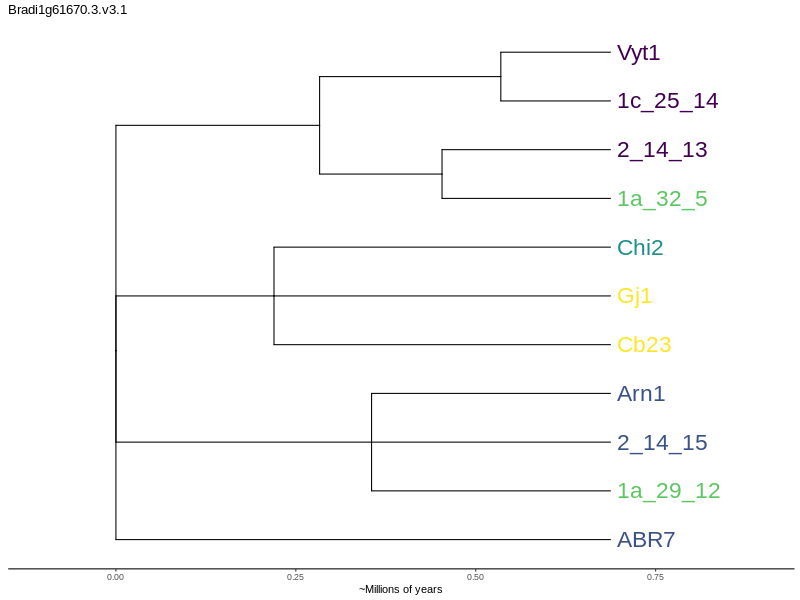 Bradi1g61670.3.v3.1
Vyt1
1c_25_14
2_14_13
1a_32_5
Chi2
Gj1
Cb23
Arn1
2_14_15
1a_29_12
ABR7
0.00 0.25 0.50 0.75
~Millions of years